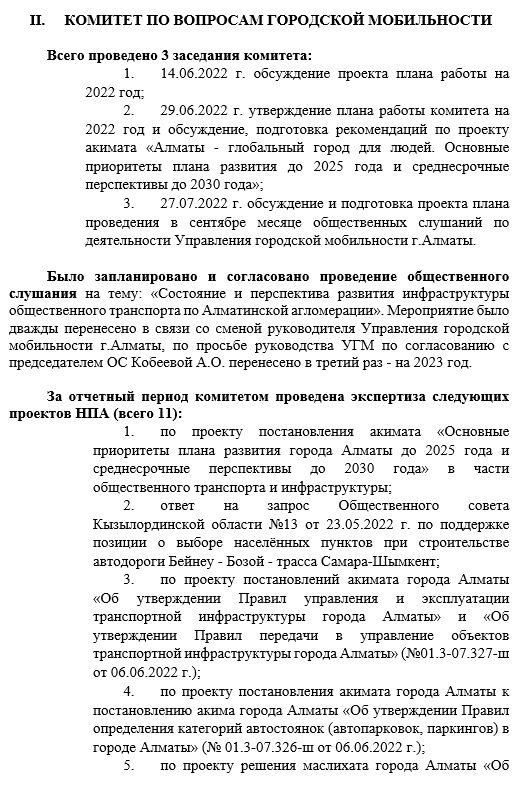 II. КОМИТЕТ ПО ВОПРОСАМ ГОРОДСКОЙ МОБИЛЬНОСТИ
Всего проведено 3 заседания комитета:
1. 14.06.2022 г. обсуждение проекта плана работы на
2022 год;
2. 29.06.2022 г. утверждение плана работы комитета на
2022 год и обсуждение, подготовка рекомендаций по проекту
акимата «Алматы - глобальный город для людей. Основные
приоритеты плана развития до 2025 года и среднесрочные
перспективы до 2030 года»;
3. 27.07.2022 г. обсуждение и подготовка проекта плана
проведения в сентябре месяце общественных слушаний по
деятельности Управления городской мобильности г.Алматы.
Было запланировано и согласовано проведение общественного
слушания на тему: «Состояние и перспектива развития инфраструктуры
общественного транспорта по Алматинской агломерации». Мероприятие было
дважды перенесено в связи со сменой руководителя Управления городской
мобильности г.Алматы, по просьбе руководства УГМ по согласованию с
председателем ОС Кобеевой А.О. перенесено в третий раз - на 2023 год.
За отчетный период комитетом проведена экспертиза следующих
проектов НПА (всего 11):
1. по проекту постановления акимата «Основные
приоритеты плана развития города Алматы до 2025 года и
среднесрочные перспективы до 2030 года» в части
общественного транспорта и инфраструктуры;
2. ответ на запрос Общественного совета
Кызылординской области №13 от 23.05.2022 г. по поддержке
позиции о выборе населённых пунктов при строительстве
автодороги Бейнеу - Бозой - трасса Самара-Шымкент;
3. по проекту постановлений акимата города Алматы
«Об утверждении Правил управления и эксплуатации
транспортной инфраструктуры города Алматы» и «Об
утверждении Правил передачи в управление объектов
транспортной инфраструктуры города Алматы» (№01.3-07.327-ш
от 06.06.2022 г.);
4. по проекту постановления акимата города Алматы к
постановлению акима города Алматы «Об утверждении Правил
определения категорий автостоянок (автопарковок, паркингов) в
городе Алматы» (№ 01.3-07.326-ш от 06.06.2022 г.);
5. по проекту решения маслихата города Алматы «Об